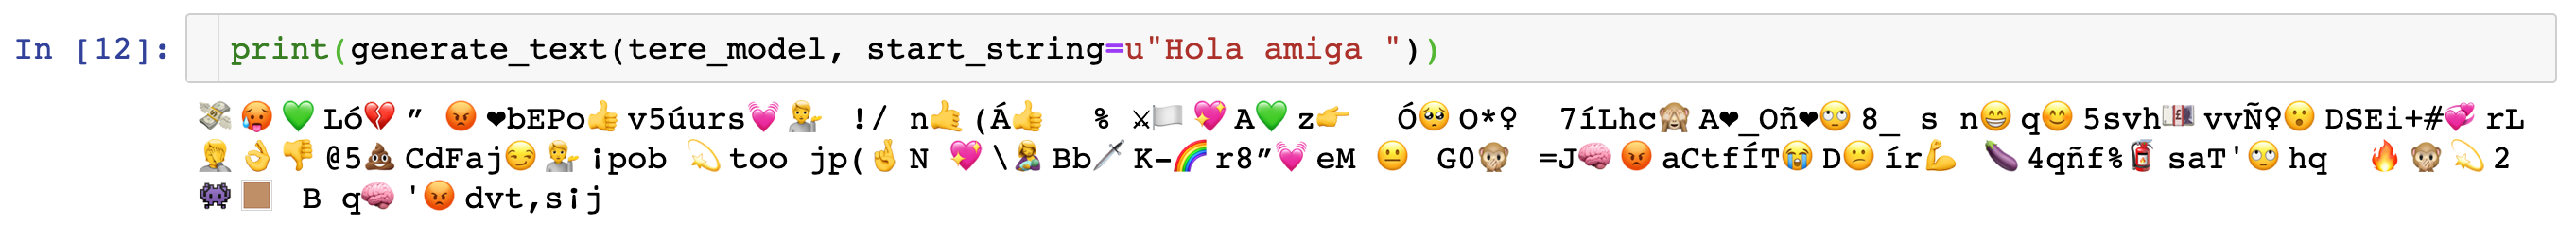 In [12]: print(generate_text(tere_model, start_string=u"Hola amiga "))
💸🥵💚Ló💔” 😡❤bEPo👍v5úurs💓💁 !/ n🤙(Á👍  % ⚔🏳💖A💚z👉  Ó🥺O*♀  7íLhc🙈A❤_Oñ❤🙄8_ s n😁q😊5svh💷vvÑ♀😮DSEi+#💞rL
🤦👌👎@5💩CdFaj😏💁¡pob 💫too jp(🤞N 💖\🤱Bb🗡K-🌈r8”💓eM 😐 G0🙊 =J🧠😡aCtfÍT😭D😕ír💪 🍆4qñf%🧯saT'🙄hq  🔥🙊💫2
👾🏽 B q🧠'😡dvt,s¡j